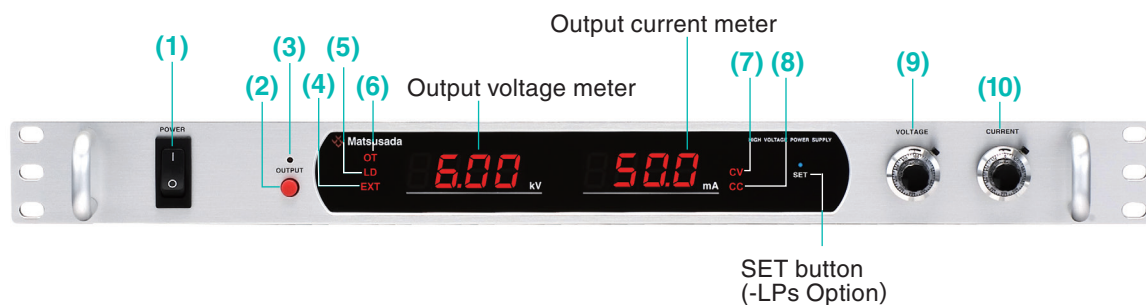 Output current meter
(1)
(2)
(3)
(4)
(5)
(6)
Output voltage meter
(7)
(8)
(9)
(10)
POWER
I
O
OUTPUT
Matsusada
OT
LD
EXT
6.00 kV
50.0 mA
HIGH VOLTAGE POWER SUPPLY
CV
CC
SET
VOLTAGE
CURRENT
SET button
(-LPs Option)